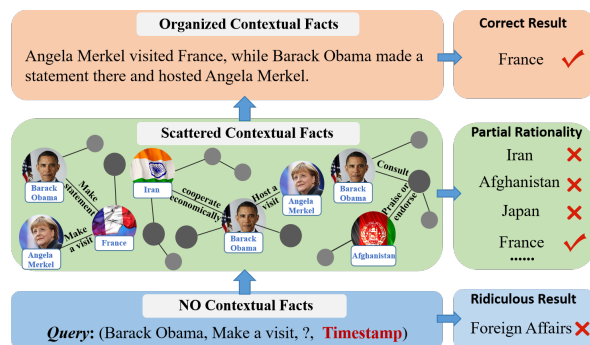 Organized Contextual Facts
Angela Merkel visited France, while Barack Obama made a
statement there and hosted Angela Merkel.
Correct Result
France
Scattered Contextual Facts
Barack
Obama
Make
statement
Angela
Merkel
Make
a visit
France
Iran
cooperate
economically
Barack
Obama
Host a
visit
Angela
Merkel
Barack
Obama
Consult
Praise or
endorse
Afghanistan
Partial Rationality
Iran
Afghanistan
Japan
France
......
NO Contextual Facts
Query: (Barack Obama, Make a visit, ?, Timestamp)
Ridiculous Result
Foreign Affairs